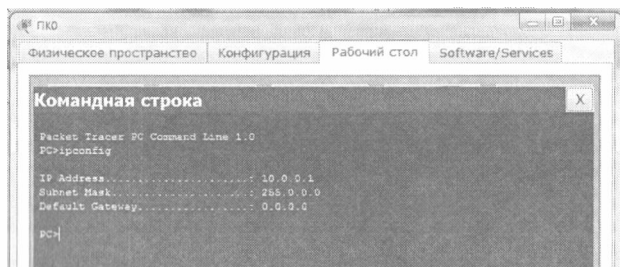 ПК0
Физическое пространство Конфигурация Рабочий стол Software/Services
Командная строка X
Packet Tracer PC Command Line 1.0
PC>ipconfig
IP Address......................: 10.0.0.1
Subnet Mask.....................: 255.0.0.0
Default Gateway.................: 0.0.0.0
PC>